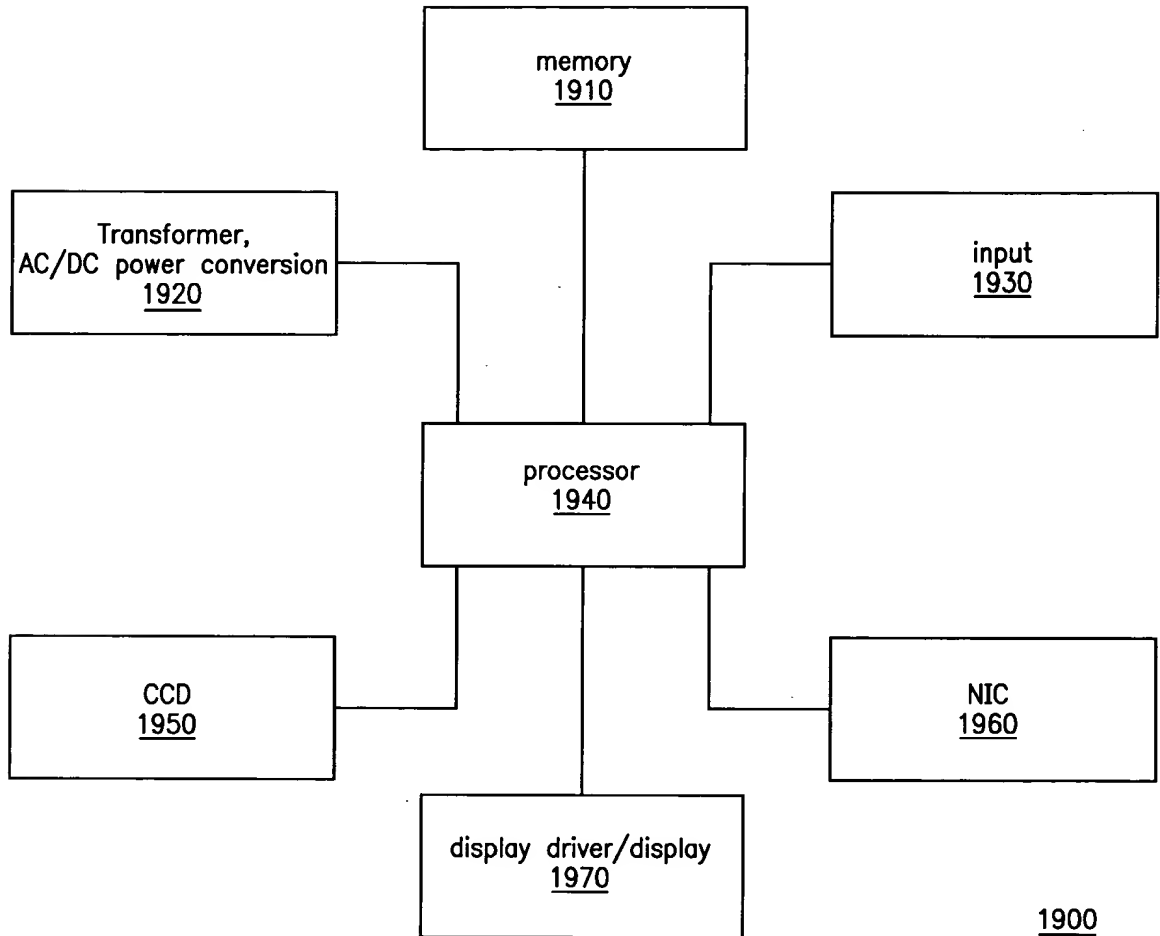 memory
1910
Transformer,
AC/DC power conversion
1920
input
1930
processor
1940
CCD
1950
NIC
1960
display driver/display
1970
1900